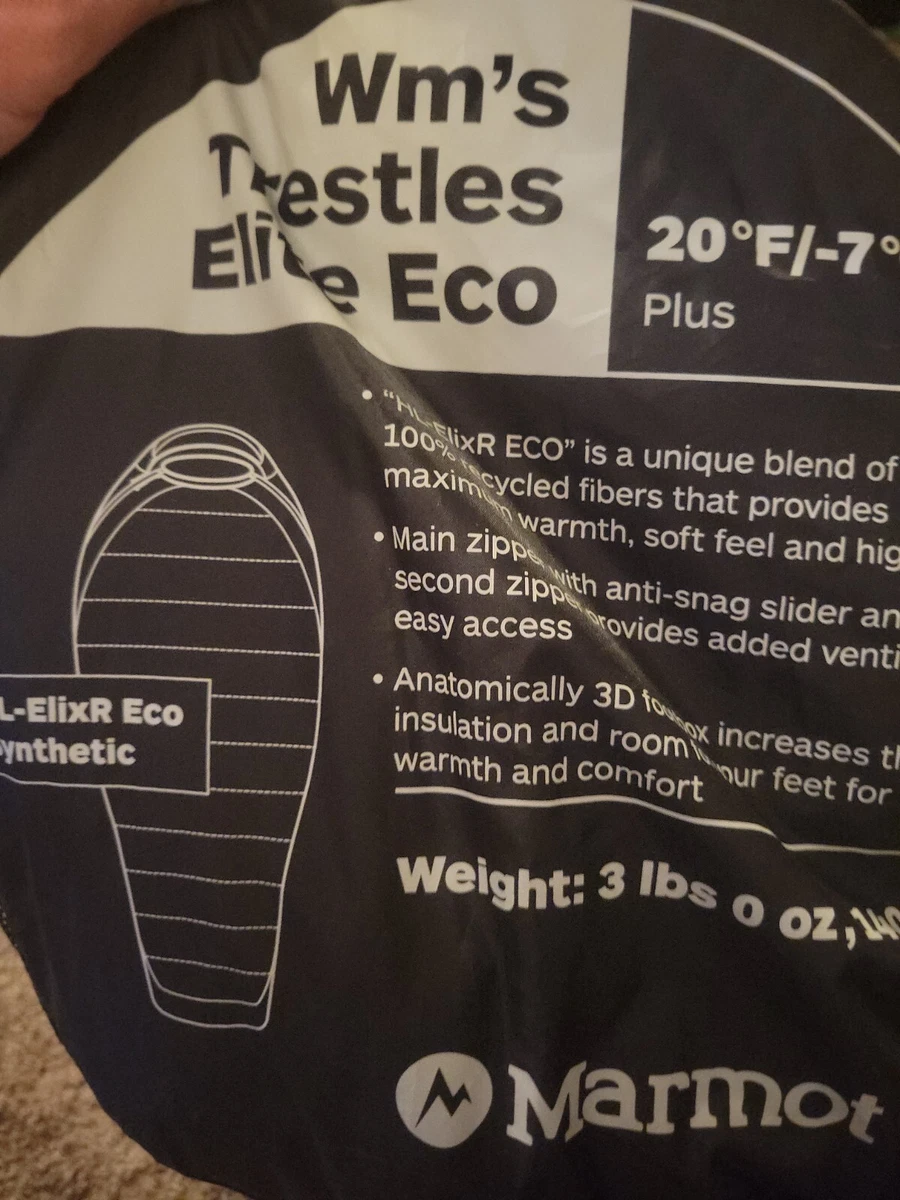 Wm's
Trestles
Elite Eco
20°F/-7°
Plus
• "HL-ElixR ECO" is a unique blend of
100% recycled fibers that provides
maximum warmth, soft feel and hig
• Main zipper with anti-snag slider an
second zipper provides added venti
easy access
• Anatomically 3D footbox increases th
insulation and room your feet for
warmth and comfort
L-ElixR Eco
ynthetic
Weight: 3 lbs 0 oz, 140
Marmot